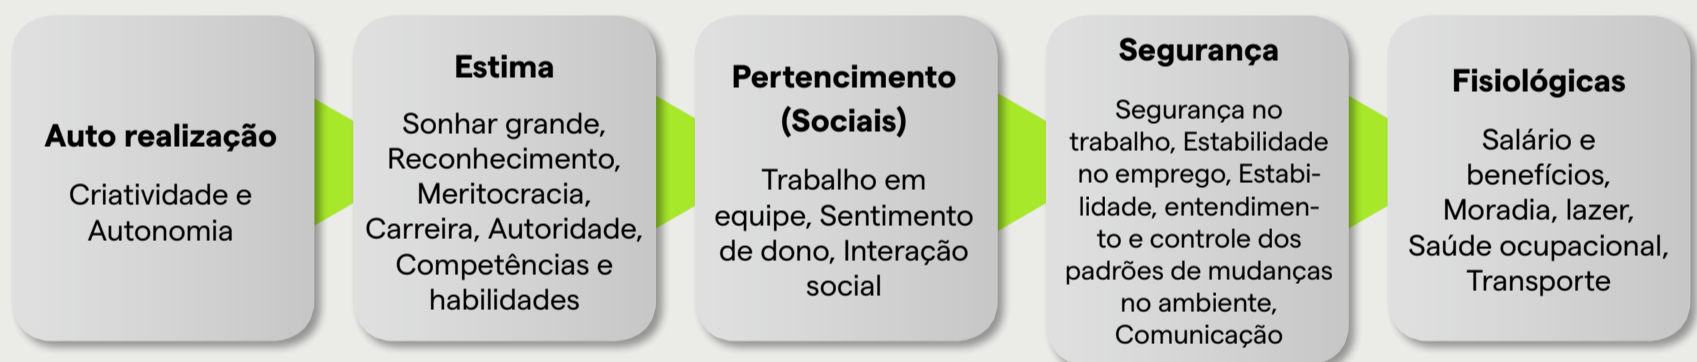 Auto realização
Criatividade e
Autonomia
Estima
Sonhar grande,
Reconhecimento,
Meritocracia,
Carreira, Autoridade,
Competências e
habilidades
Pertencimento
(Sociais)
Trabalho em
equipe, Sentimento
de dono, Interação
social
Segurança
Segurança no
trabalho, Estabilidade
no emprego, Estabi-
lidade, entendimen-
to e controle dos
padrões de mudanças
no ambiente,
Comunicação
Fisiológicas
Salário e
benefícios,
Moradia, lazer,
Saúde ocupacional,
Transporte